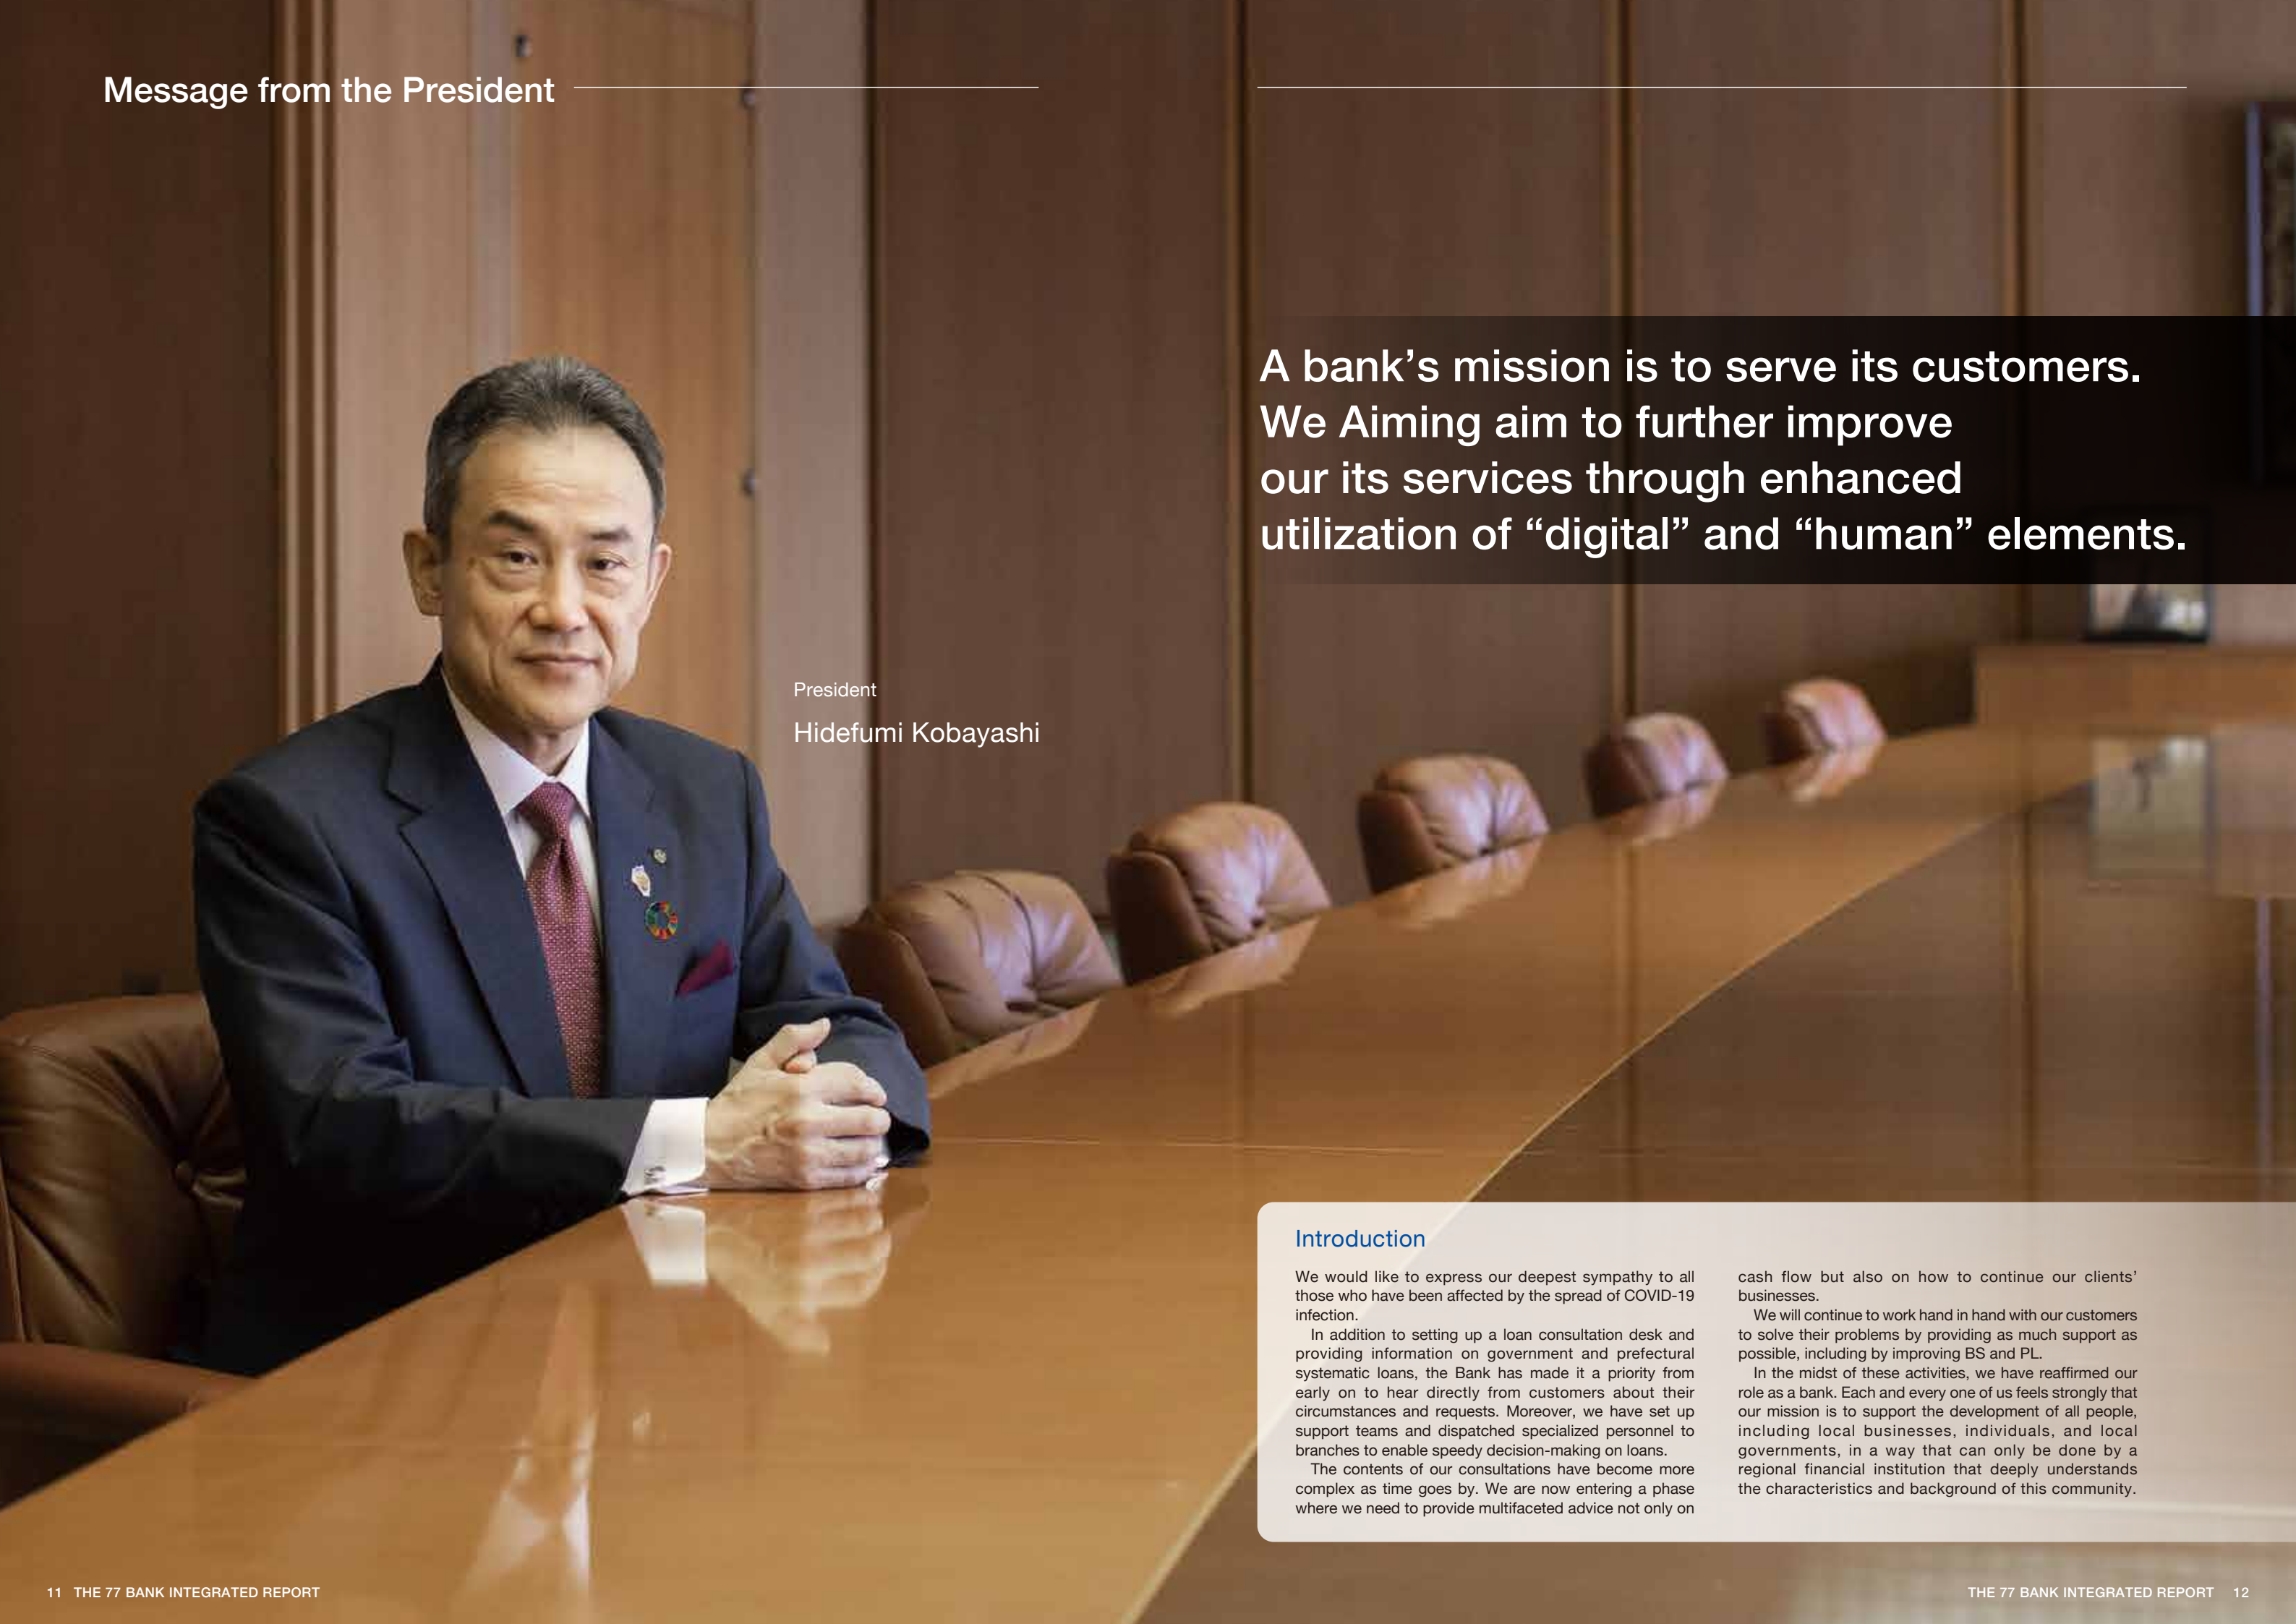 Message from the President
A bank's mission is to serve its customers.
We Aiming aim to further improve
our its services through enhanced
utilization of “digital” and “human” elements.
President
Hidefumi Kobayashi
Introduction
We would like to express our deepest sympathy to all
those who have been affected by the spread of COVID-19
infection.
In addition to setting up a loan consultation desk and
providing information on government and prefectural
systematic loans, the Bank has made it a priority from
early on to hear directly from customers about their
circumstances and requests. Moreover, we have set up
support teams and dispatched specialized personnel to
branches to enable speedy decision-making on loans.
The contents of our consultations have become more
complex as time goes by. We are now entering a phase
where we need to provide multifaceted advice not only on
cash flow but also on how to continue our clients’
businesses.
We will continue to work hand in hand with our customers
to solve their problems by providing as much support as
possible, including by improving BS and PL.
In the midst of these activities, we have reaffirmed our
role as a bank. Each and every one of us feels strongly that
our mission is to support the development of all people,
including local businesses, individuals, and local
governments, in a way that can only be done by a
regional financial institution that deeply understands
the characteristics and background of this community.
11 THE 77 BANK INTEGRATED REPORT
THE 77 BANK INTEGRATED REPORT 12